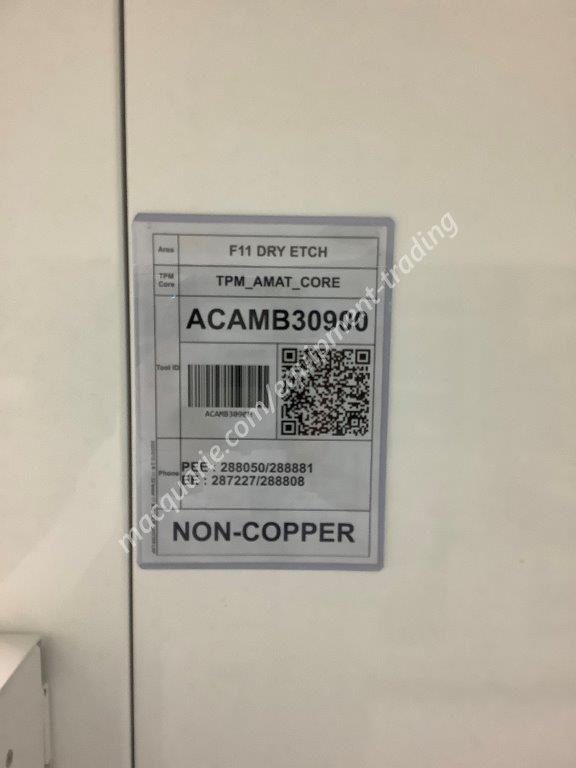 Area F11 DRY ETCH
TPM Core TPM_AMAT_CORE
ACAMB30900
Tool ID
ACAMB30900
Phone PEE : 288050/288881
EE : 287227/288808
NON-COPPER
macquarie.com/equipment-trading